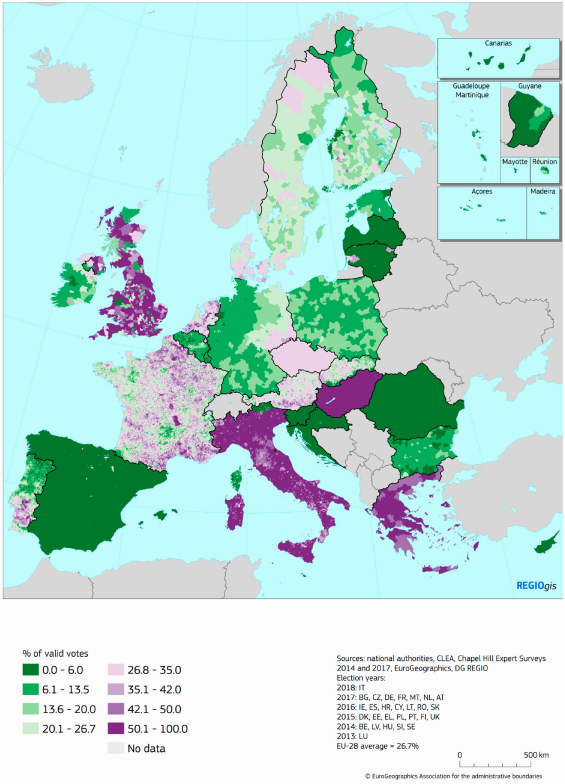 Canarias
Guadeloupe
Martinique
Guyane
Mayotte
Réunion
Açores
Madeira
REGIOgis
% of valid votes
0.0 - 6.0
6.1 - 13.5
13.6 - 20.0
20.1 - 26.7
26.8 - 35.0
35.1 - 42.0
42.1 - 50.0
50.1 - 100.0
No data
Sources: national authorities, CLEA, Chapel Hill Expert Surveys
2014 and 2017, EuroGeographics, DG REGIO
Election years:
2018: IT
2017: BG, CZ, DE, FR, MT, NL, AT
2016: IE, ES, HR, CY, LT, RO, SK
2015: DK, EE, EL, PL, PT, FI, UK
2014: BE, LV, HU, SI, SE
2013: LU
EU-28 average = 26.7%
0 500 km
© EuroGeographics Association for the administrative boundaries